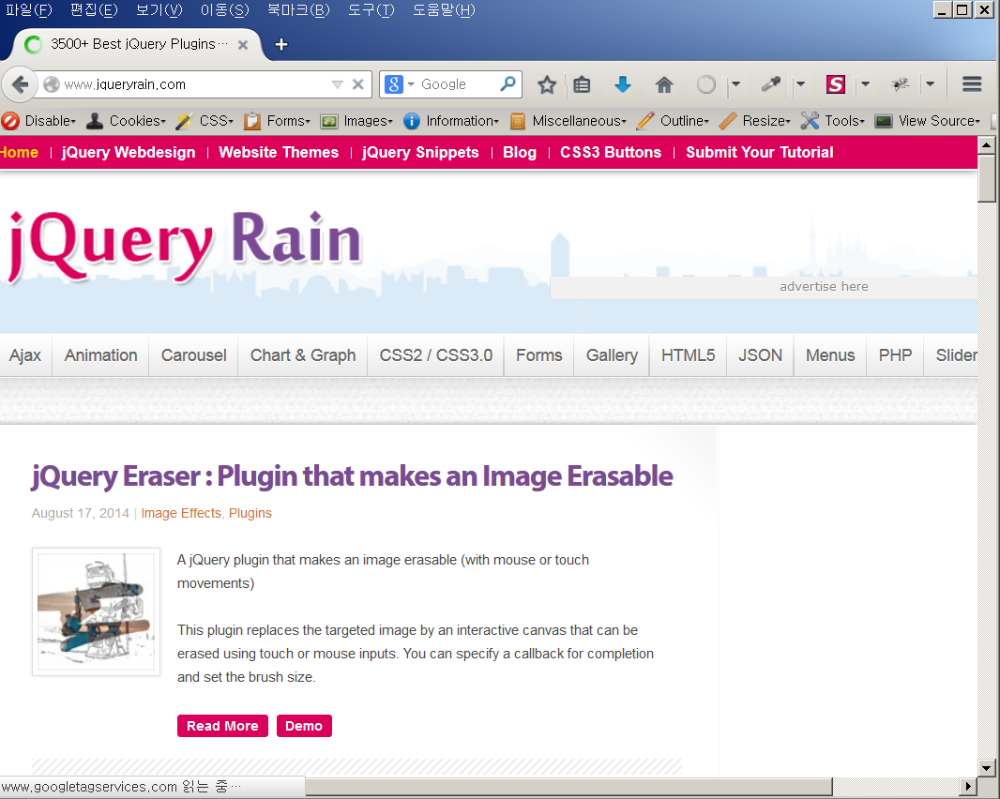 파일(F) 편집(E) 보기(V) 이동(S) 북마크(B) 도구(T) 도움말(H)
3500+ Best jQuery Plugins…
www.jqueryrain.com Google
Disable Cookies CSS Forms Images Information Miscellaneous Outline Resize Tools View Source
Home | jQuery Webdesign | Website Themes | jQuery Snippets | Blog | CSS3 Buttons | Submit Your Tutorial
jQuery Rain
advertise here
Ajax Animation Carousel Chart & Graph CSS2 / CSS3.0 Forms Gallery HTML5 JSON Menus PHP Slider
jQuery Eraser : Plugin that makes an Image Erasable
August 17, 2014 | Image Effects, Plugins
A jQuery plugin that makes an image erasable (with mouse or touch
movements)
This plugin replaces the targeted image by an interactive canvas that can be
erased using touch or mouse inputs. You can specify a callback for completion
and set the brush size.
Read More Demo
www.googletagservices.com 읽는 중…